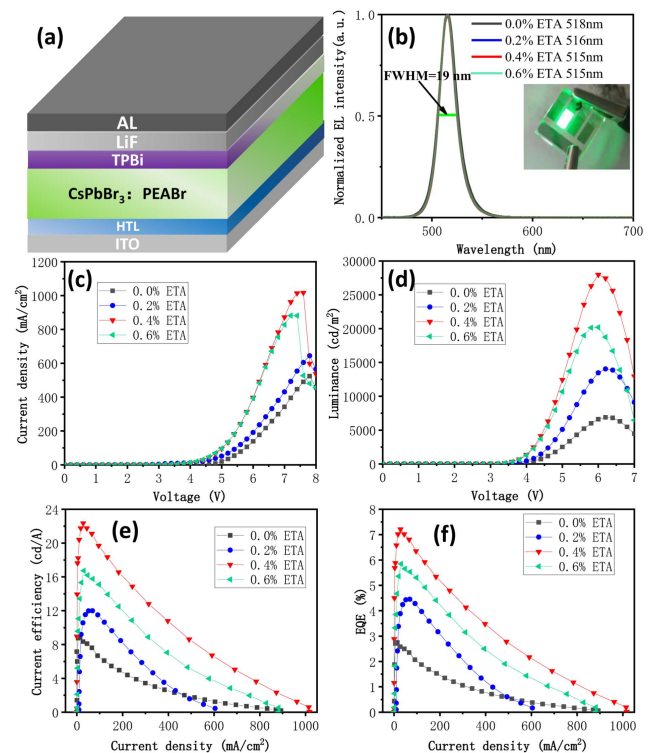 (a)
AL
LiF
TPBi
CsPbBr₃: PEABr
HTL
ITO
(b)
Normalized EL intensity(a.u.)
1.0
0.5
0.0
0.0% ETA 518nm
0.2% ETA 516nm
0.4% ETA 515nm
0.6% ETA 515nm
FWHM=19 nm
500 600 700
Wavelength (nm)
(c)
Current density (mA/cm²)
1200
1000
800
600
400
200
0
0.0% ETA
0.2% ETA
0.4% ETA
0.6% ETA
0 1 2 3 4 5 6 7 8
Voltage (V)
(d)
Luminance(cd/m²)
30000
25000
20000
15000
10000
5000
0
0.0% ETA
0.2% ETA
0.4% ETA
0.6% ETA
0 1 2 3 4 5 6 7
Voltage (V)
(e)
Current efficiency (cd/A)
24
20
16
12
8
4
0
0.0% ETA
0.2% ETA
0.4% ETA
0.6% ETA
0 200 400 600 800 1000
Current density (mA/cm²)
(f)
EQE (%)
8
7
6
5
4
3
2
1
0
0.0% ETA
0.2% ETA
0.4% ETA
0.6% ETA
0 200 400 600 800 1000
Current density (mA/cm²)